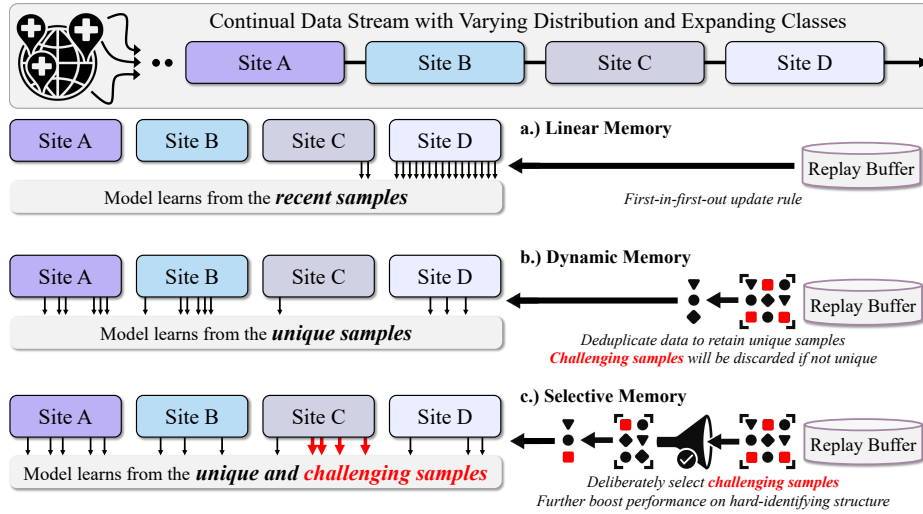 Continual Data Stream with Varying Distribution and Expanding Classes
Site A
Site B
Site C
Site D
Site A
Site B
Site C
Site D
a.) Linear Memory
Replay Buffer
Model learns from the recent samples
First-in-first-out update rule
Site A
Site B
Site C
Site D
b.) Dynamic Memory
Replay Buffer
Model learns from the unique samples
Deduplicate data to retain unique samples
Challenging samples will be discarded if not unique
Site A
Site B
Site C
Site D
c.) Selective Memory
Replay Buffer
Model learns from the unique and challenging samples
Deliberately select challenging samples
Further boost performance on hard-identifying structure